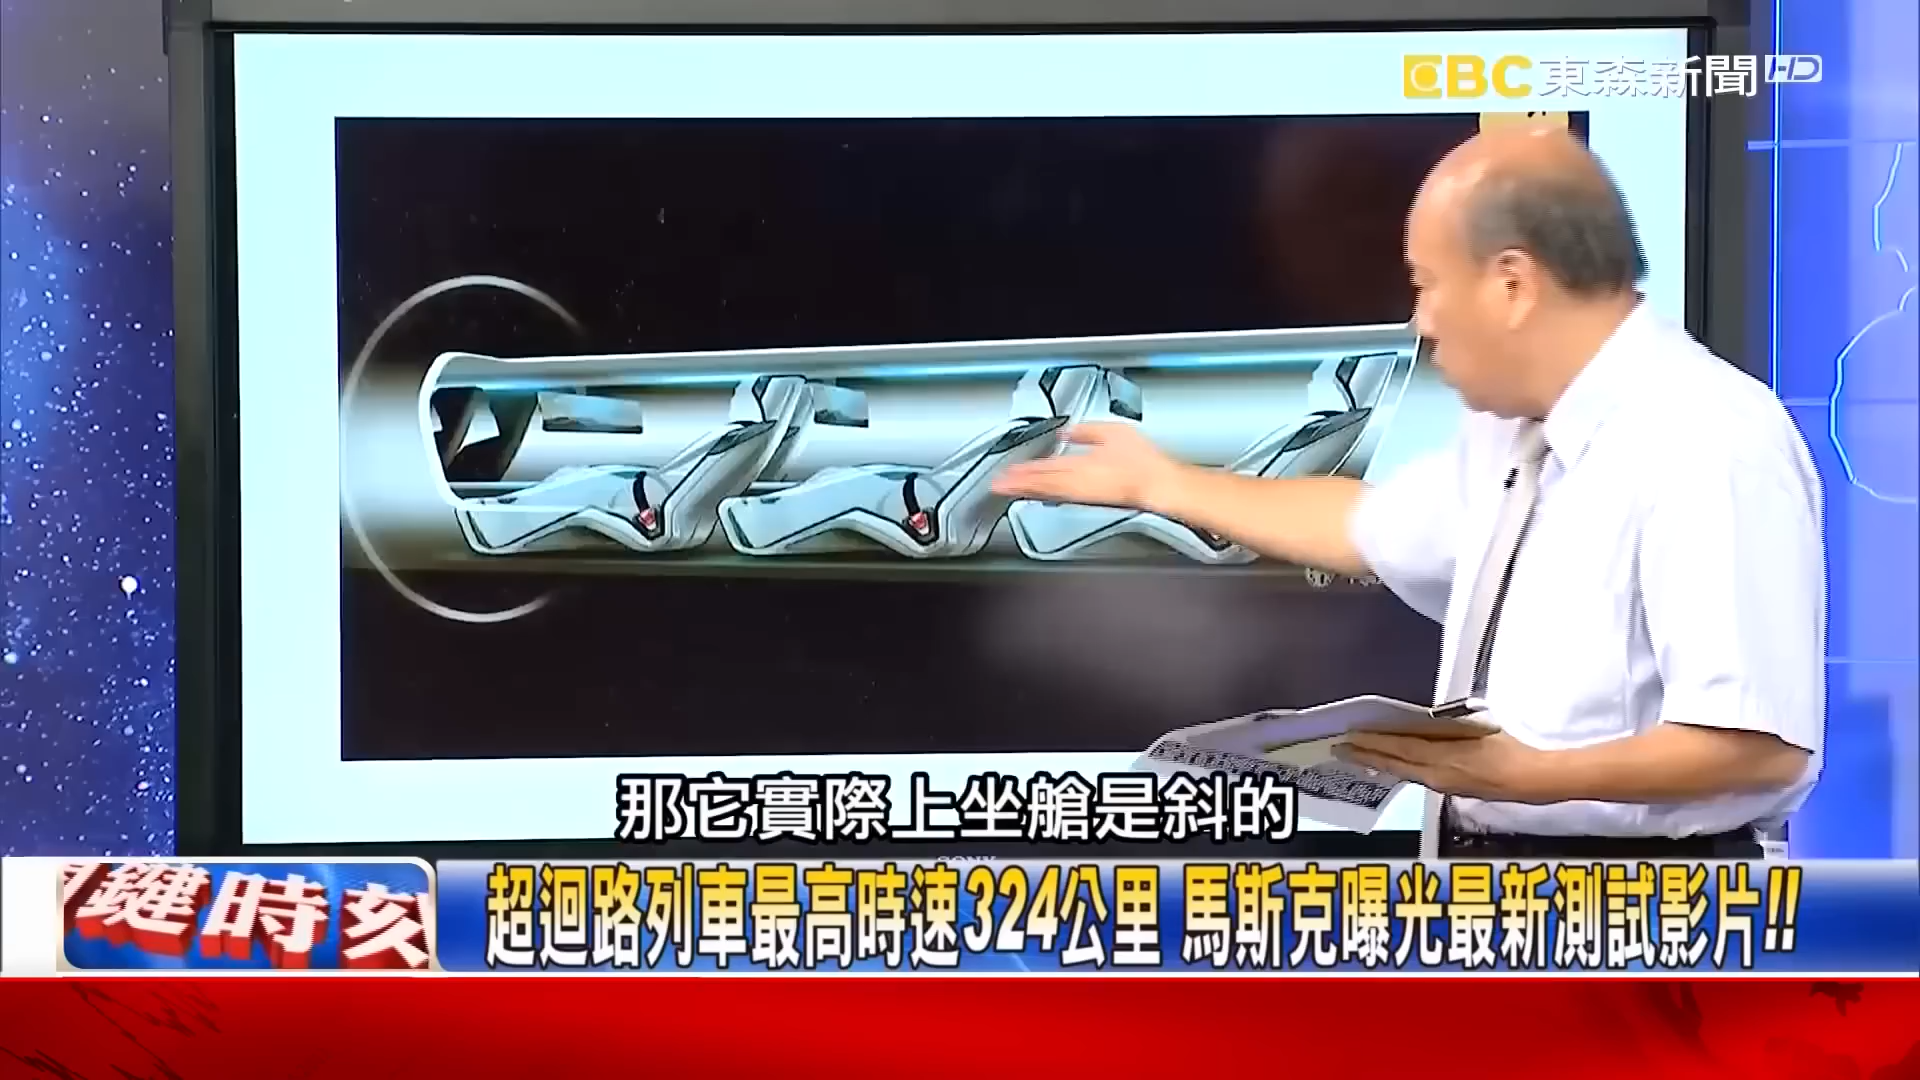 EBC東森新聞HD
那它實際上坐艙是斜的
SONY
關鍵時刻
超迴路列車最高時速324公里 馬斯克曝光最新測試影片!!